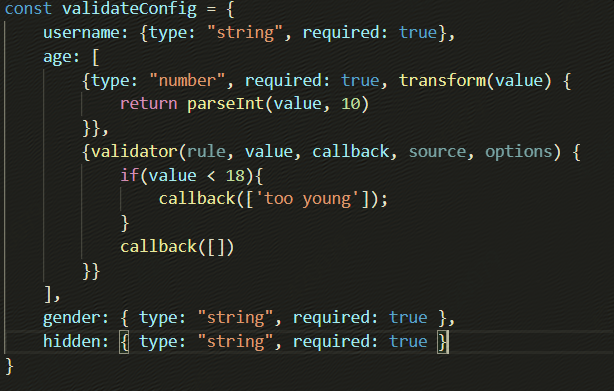 const validateConfig = {
    username: {type: "string", required: true},
    age: [
        {type: "number", required: true, transform(value) {
            return parseInt(value, 10)
        }},
        {validator(rule, value, callback, source, options) {
            if(value < 18){
                callback(['too young']);
            }
            callback([])
        }}
    ],
    gender: { type: "string", required: true },
    hidden: { type: "string", required: true }
}